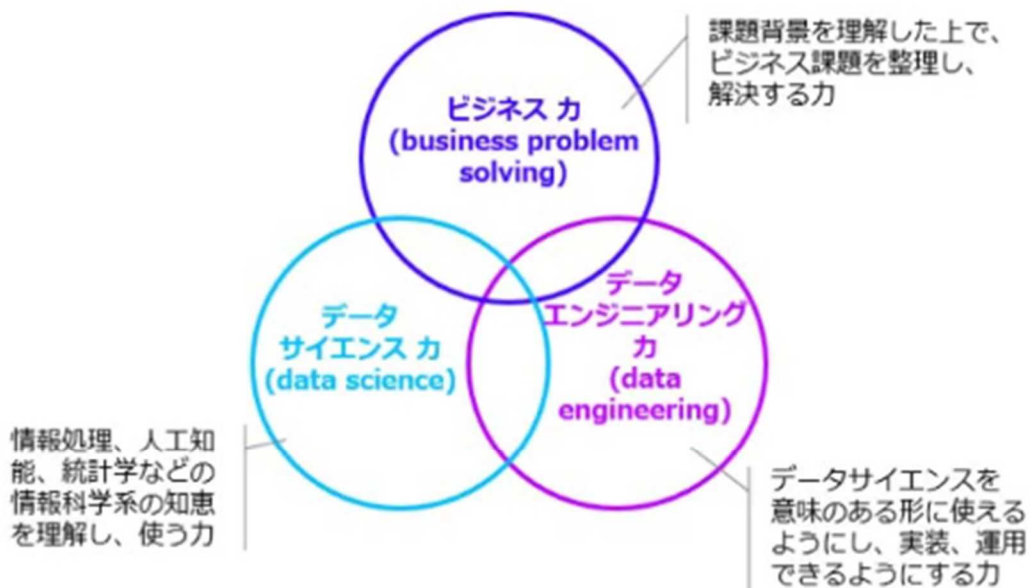 課題背景を理解した上で、
ビジネス課題を整理し、
解決する力
ビジネス 力
(business problem
solving)
データ
サイエンス 力
(data science)
データ
エンジニアリング
力
(data
engineering)
情報処理、人工知
能、統計学などの
情報科学系の知恵
を理解し、使う力
データサイエンスを
意味のある形に使える
ようにし、実装、運用
できるようにする力